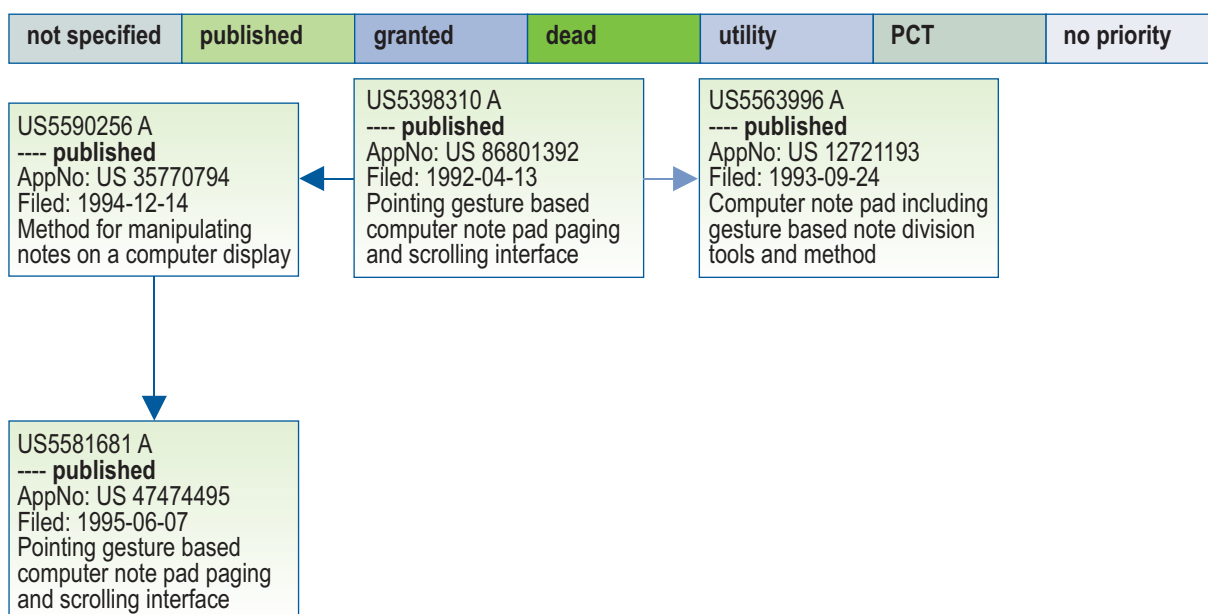 not specified published granted dead utility PCT no priority
US5590256 A
---- published
AppNo: US 35770794
Filed: 1994-12-14
Method for manipulating
notes on a computer display
US5398310 A
---- published
AppNo: US 86801392
Filed: 1992-04-13
Pointing gesture based
computer note pad paging
and scrolling interface
US5563996 A
---- published
AppNo: US 12721193
Filed: 1993-09-24
Computer note pad including
gesture based note division
tools and method
US5581681 A
---- published
AppNo: US 47474495
Filed: 1995-06-07
Pointing gesture based
computer note pad paging
and scrolling interface